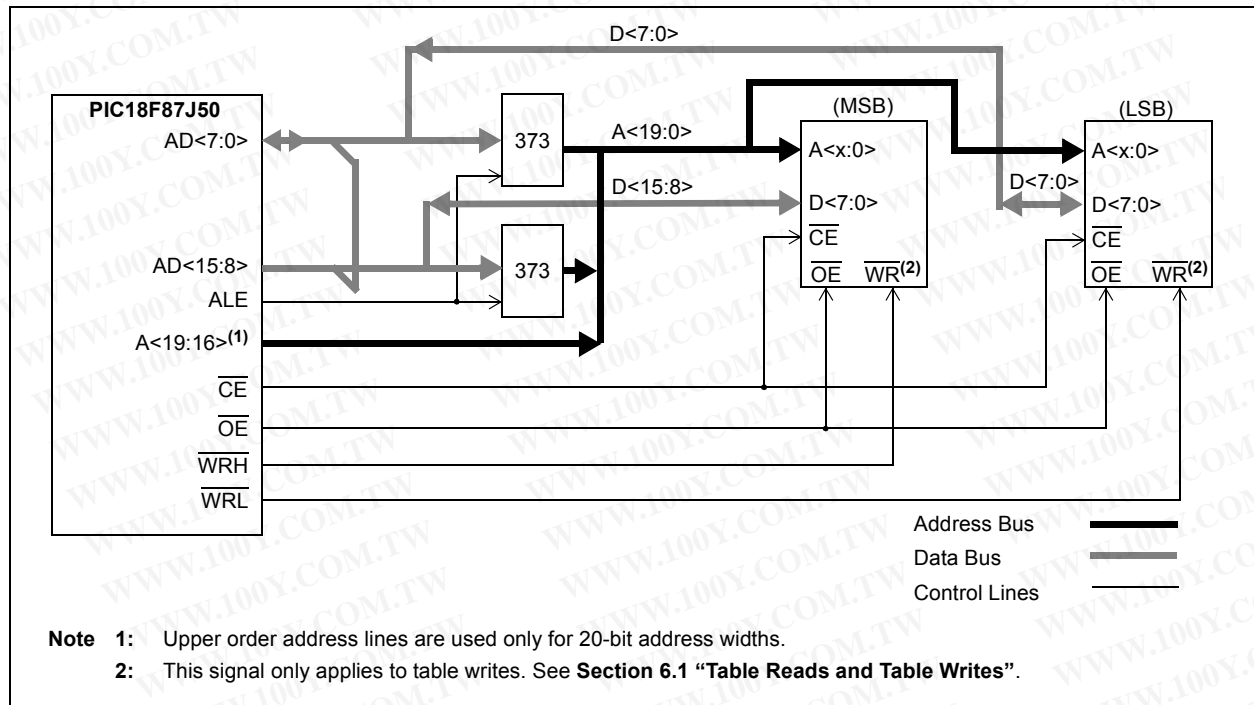 D<7:0>
PIC18F87J50
AD<7:0>
AD<15:8>
ALE
A<19:16>(1)
CE
OE
WRH
WRL
373
373
A<19:0>
D<15:8>
(MSB)
A<x:0>
D<7:0>
CE
OE WR(2)
(LSB)
A<x:0>
D<7:0>
D<7:0>
CE
OE WR(2)
Address Bus
Data Bus
Control Lines
Note 1: Upper order address lines are used only for 20-bit address widths.
2: This signal only applies to table writes. See Section 6.1 “Table Reads and Table Writes”.
WWW.100Y.COM.TW